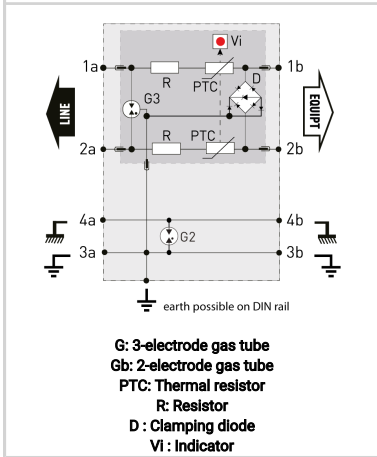 Vi
1a
1b
R
PTC
D
G3
LINE
EQUIPT
PTC
2a
R
2b
4a
4b
G2
3a
3b
earth possible on DIN rail
G: 3-electrode gas tube
Gb: 2-electrode gas tube
PTC: Thermal resistor
R: Resistor
D : Clamping diode
Vi : Indicator